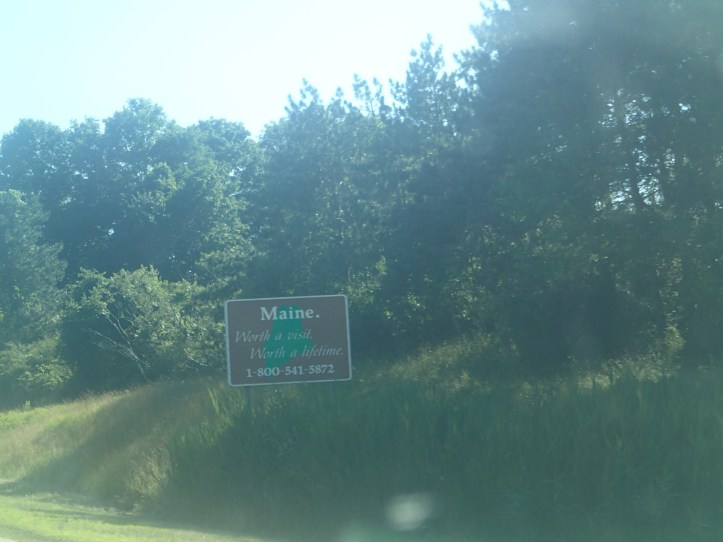 Maine.
Worth a visit,
Worth a lifetime.
1-800-541-5872